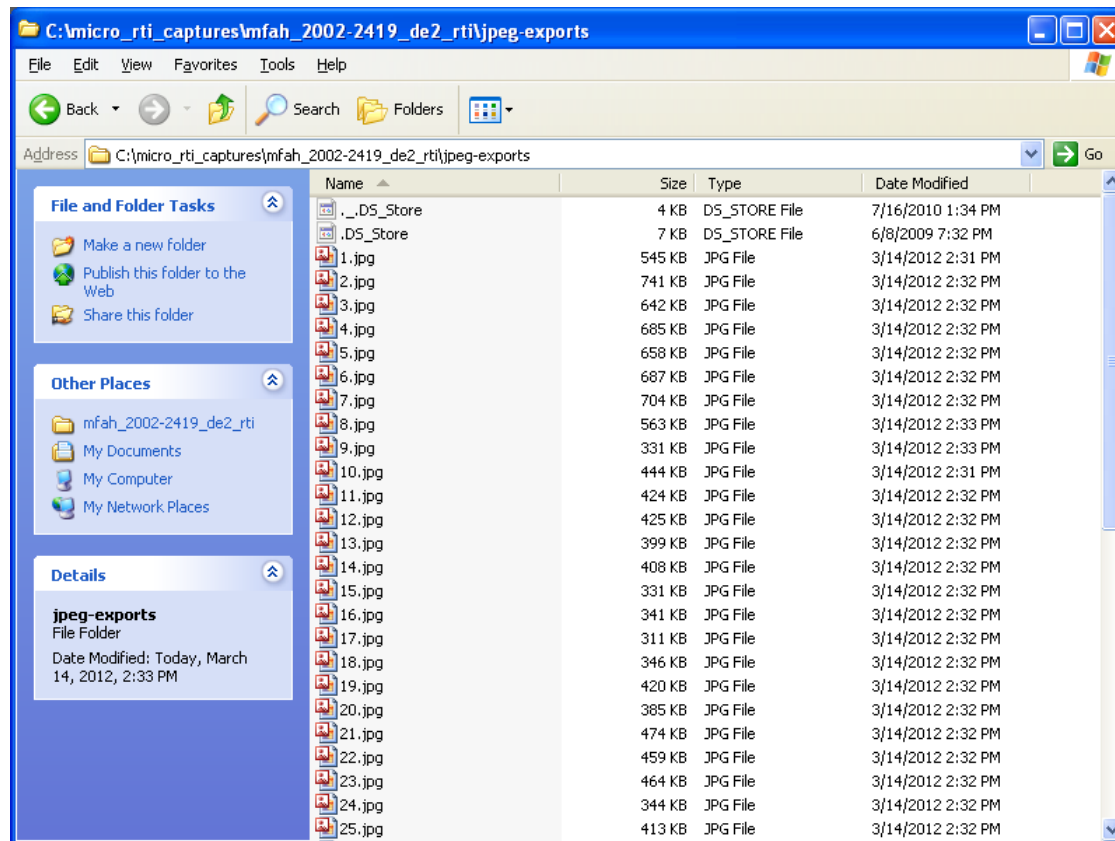 C:\micro_rti_captures\mfah_2002-2419_de2_rti\jpeg-exports
File Edit View Favorites Tools Help
Back Search Folders
Address C:\micro_rti_captures\mfah_2002-2419_de2_rti\jpeg-exports Go
File and Folder Tasks
Make a new folder
Publish this folder to the
Web
Share this folder
Other Places
mfah_2002-2419_de2_rti
My Documents
My Computer
My Network Places
Details
jpeg-exports
File Folder
Date Modified: Today, March
14, 2012, 2:33 PM
Name Size Type Date Modified
._.DS_Store 4 KB DS_STORE File 7/16/2010 1:34 PM
.DS_Store 7 KB DS_STORE File 6/8/2009 7:32 PM
1.jpg 545 KB JPG File 3/14/2012 2:31 PM
2.jpg 741 KB JPG File 3/14/2012 2:32 PM
3.jpg 642 KB JPG File 3/14/2012 2:32 PM
4.jpg 685 KB JPG File 3/14/2012 2:32 PM
5.jpg 658 KB JPG File 3/14/2012 2:32 PM
6.jpg 687 KB JPG File 3/14/2012 2:32 PM
7.jpg 704 KB JPG File 3/14/2012 2:32 PM
8.jpg 563 KB JPG File 3/14/2012 2:33 PM
9.jpg 331 KB JPG File 3/14/2012 2:33 PM
10.jpg 444 KB JPG File 3/14/2012 2:31 PM
11.jpg 424 KB JPG File 3/14/2012 2:32 PM
12.jpg 425 KB JPG File 3/14/2012 2:32 PM
13.jpg 399 KB JPG File 3/14/2012 2:32 PM
14.jpg 408 KB JPG File 3/14/2012 2:32 PM
15.jpg 331 KB JPG File 3/14/2012 2:32 PM
16.jpg 341 KB JPG File 3/14/2012 2:32 PM
17.jpg 311 KB JPG File 3/14/2012 2:32 PM
18.jpg 346 KB JPG File 3/14/2012 2:32 PM
19.jpg 420 KB JPG File 3/14/2012 2:32 PM
20.jpg 385 KB JPG File 3/14/2012 2:32 PM
21.jpg 474 KB JPG File 3/14/2012 2:32 PM
22.jpg 459 KB JPG File 3/14/2012 2:32 PM
23.jpg 464 KB JPG File 3/14/2012 2:32 PM
24.jpg 344 KB JPG File 3/14/2012 2:32 PM
25.jpg 413 KB JPG File 3/14/2012 2:32 PM